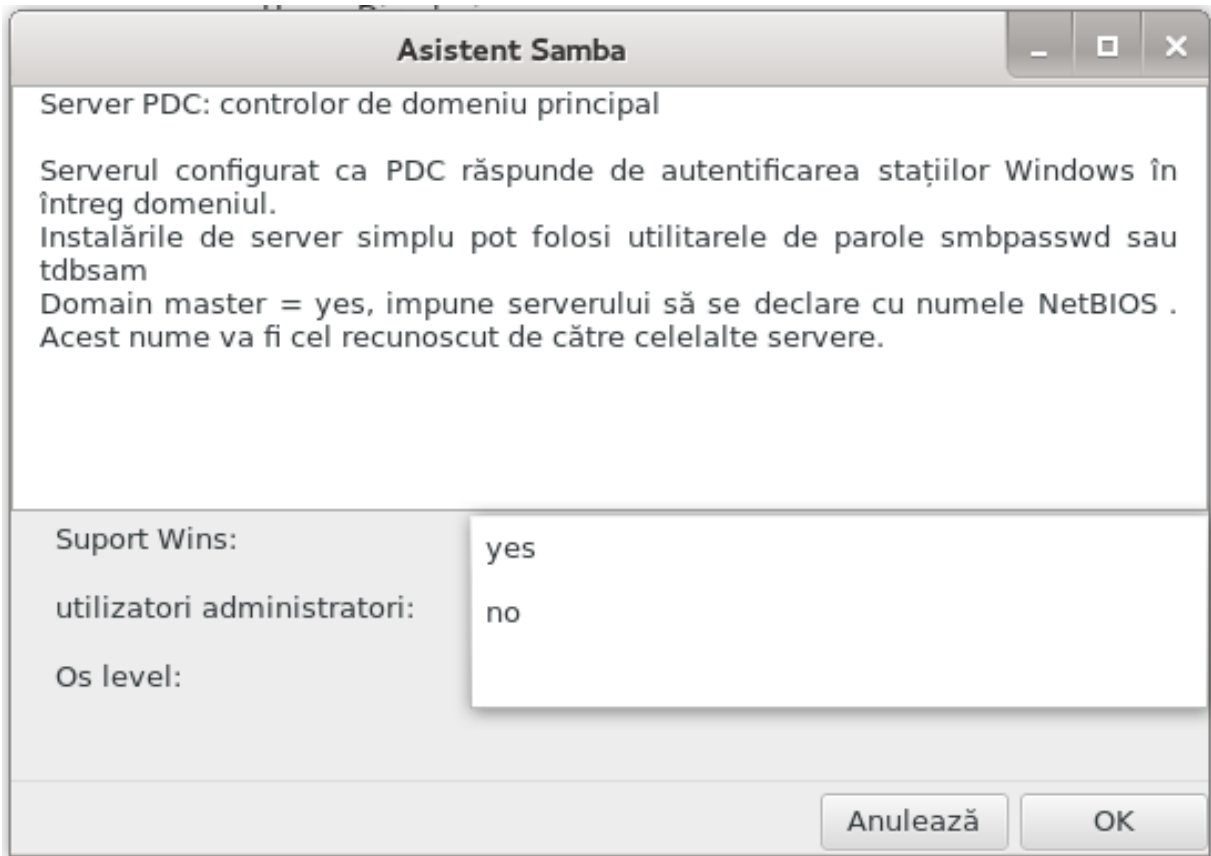 Asistent Samba
Server PDC: controlor de domeniu principal
Serverul configurat ca PDC răspunde de autentificarea stațiilor Windows în
întreg domeniul.
Instalările de server simplu pot folosi utilitarele de parole smbpasswd sau
tdbsam
Domain master = yes, impune serverului să se declare cu numele NetBIOS .
Acest nume va fi cel recunoscut de către celelalte servere.
Suport Wins:
yes
utilizatori administratori:
no
Os level:
Anulează
OK